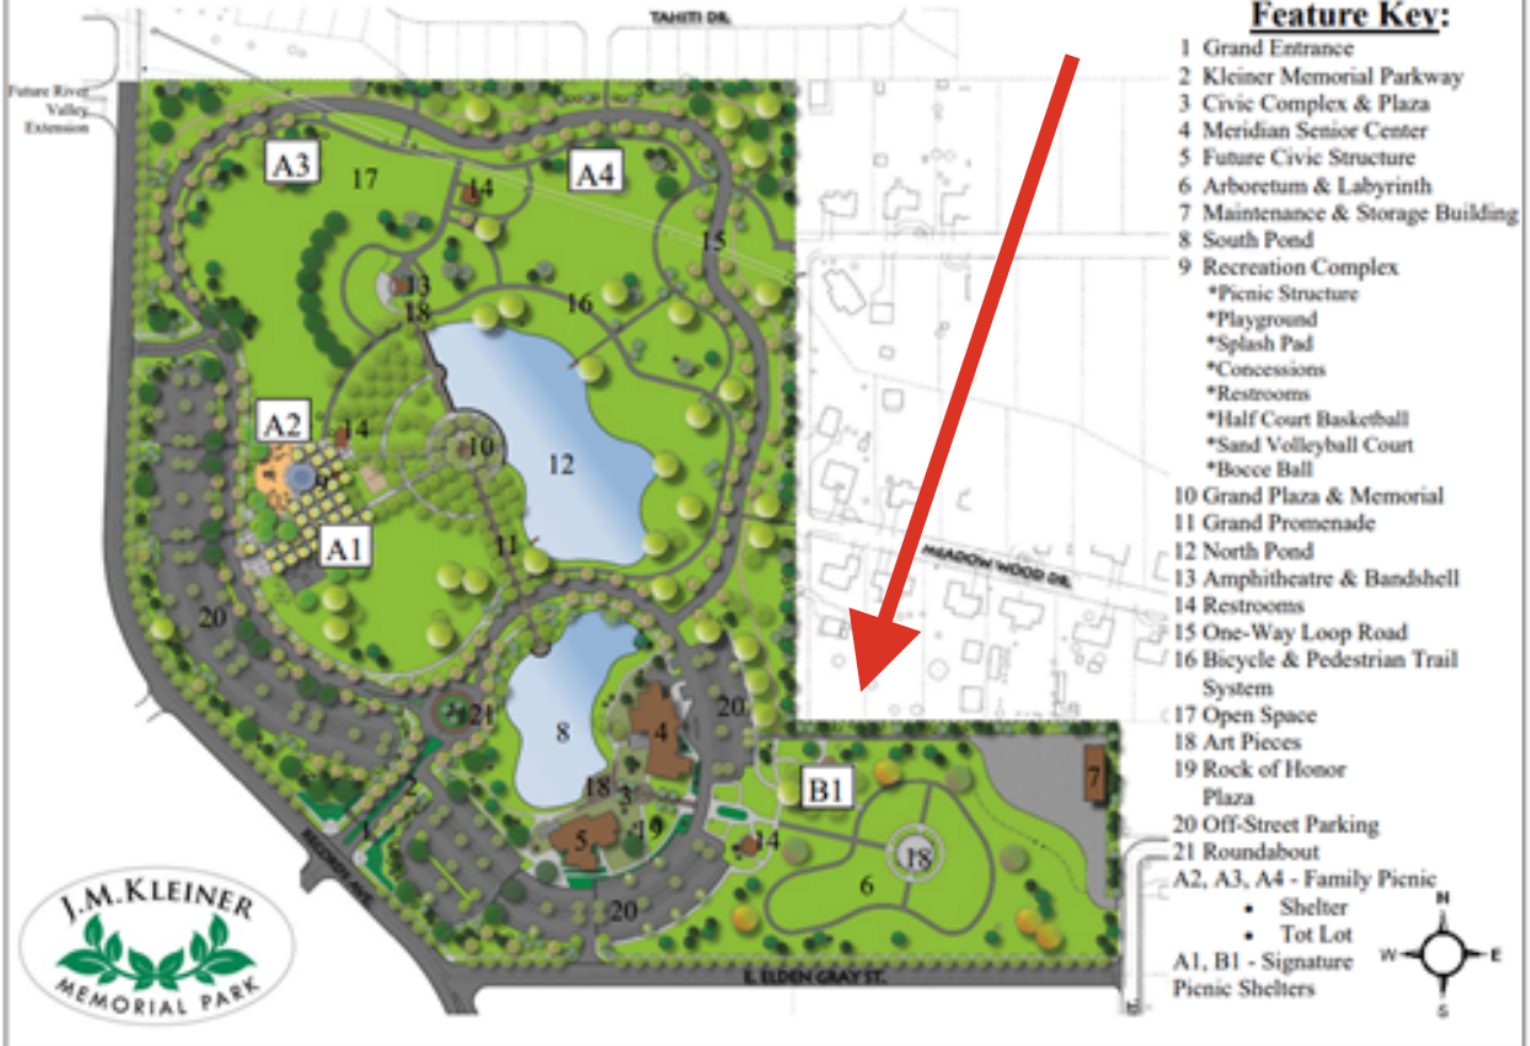 TAHITI DR.
Future River
Valley
Extension
A3
17
14
A4
15
13
18
16
A2
14
9
10
12
A1
11
20
MEADOW WOOD DR.
21
8
4
20
2
18
3
B1
7
1
5
19
14
18
6
20
RECORDS AVE.
E. ELDEN GRAY ST.
J.M. KLEINER
MEMORIAL PARK
Feature Key:
1 Grand Entrance
2 Kleiner Memorial Parkway
3 Civic Complex & Plaza
4 Meridian Senior Center
5 Future Civic Structure
6 Arboretum & Labyrinth
7 Maintenance & Storage Building
8 South Pond
9 Recreation Complex
*Picnic Structure
*Playground
*Splash Pad
*Concessions
*Restrooms
*Half Court Basketball
*Sand Volleyball Court
*Bocce Ball
10 Grand Plaza & Memorial
11 Grand Promenade
12 North Pond
13 Amphitheatre & Bandshell
14 Restrooms
15 One-Way Loop Road
16 Bicycle & Pedestrian Trail
System
17 Open Space
18 Art Pieces
19 Rock of Honor
Plaza
20 Off-Street Parking
21 Roundabout
A2, A3, A4 - Family Picnic
• Shelter
• Tot Lot
A1, B1 - Signature
Picnic Shelters
N
W
E
S